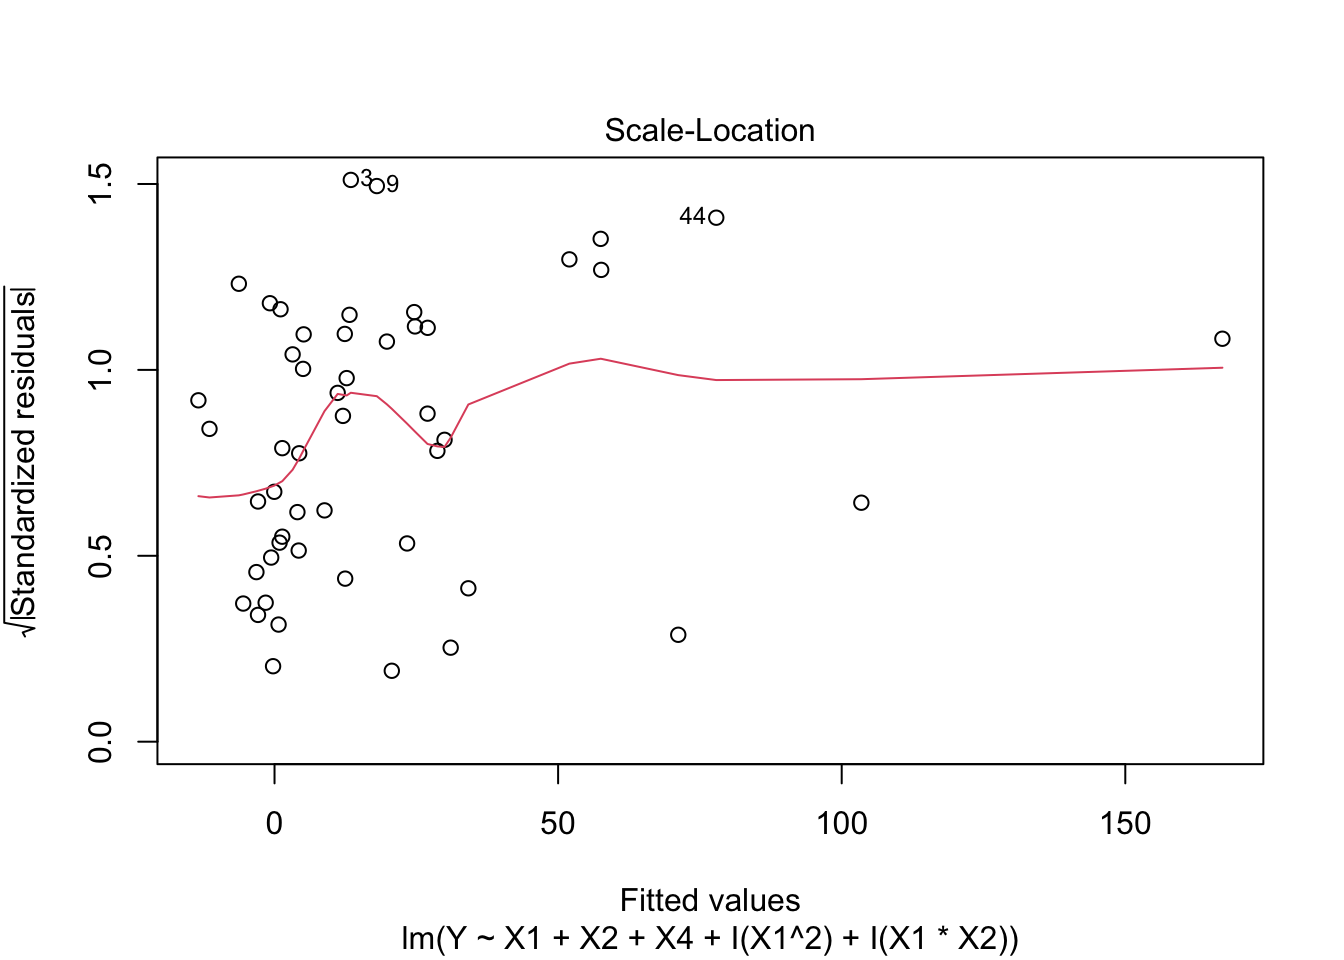 Scale-Location
√|Standardized residuals|
1.5
1.0
0.5
0.0
3
9
44
0
50
100
150
Fitted values
lm(Y ~ X1 + X2 + X4 + I(X1^2) + I(X1 * X2))